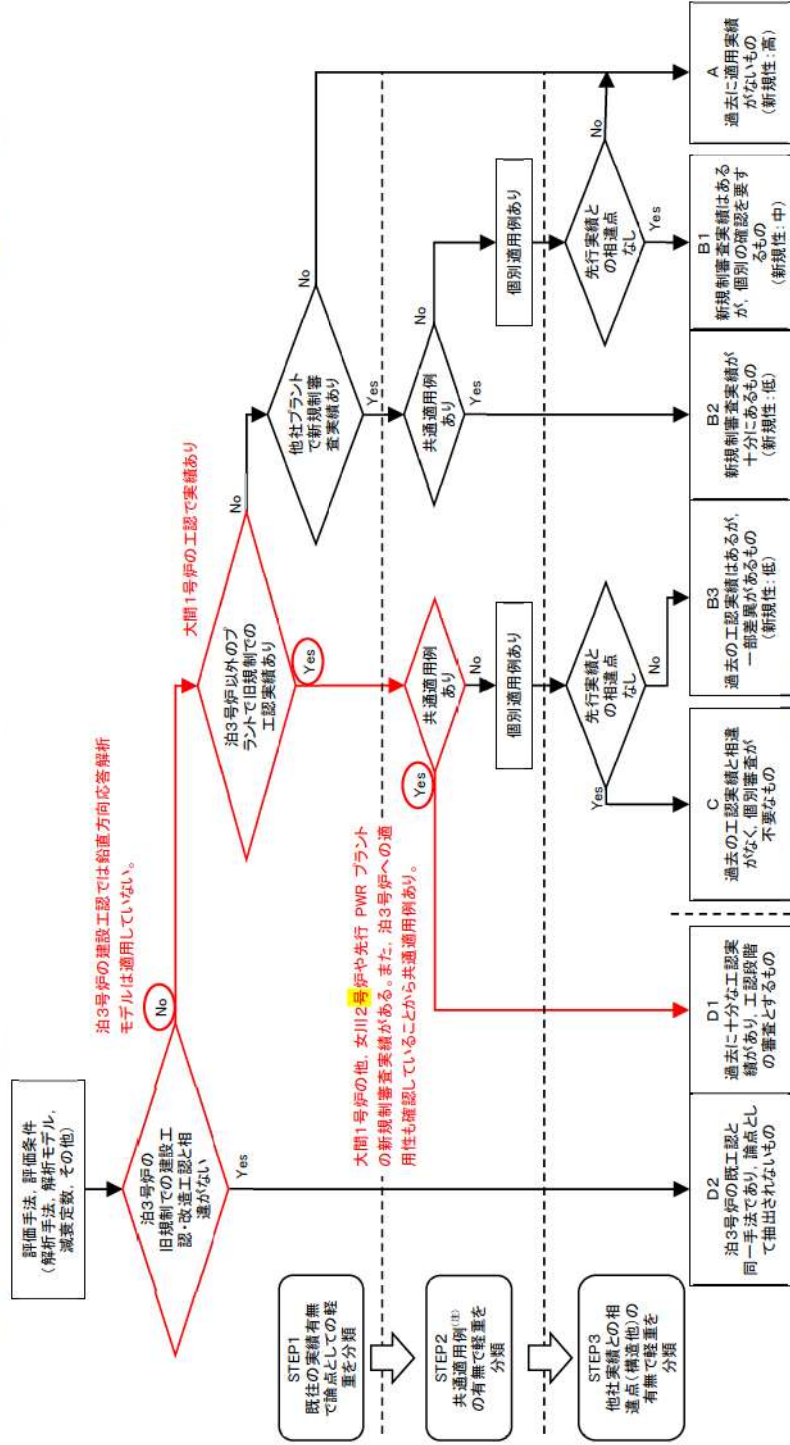 評価手法，評価条件
（解析手法，解析モデル，
減衰定数，その他）
泊3号炉の
旧規制での建設工
認・改造工認と相
違がない
No
Yes
泊3号炉の建設工認では鉛直方向応答解析
モデルは適用していない。
泊3号炉以外のプ
ラントで旧規制での
工認実績あり
No
Yes
大間1号炉の工認で実績あり
他社プラント
で新規制審
査実績あり
No
Yes
STEP1
既往の実績有無
で論点としての軽
重を分類
大間1号炉の他，女川２号炉や先行 PWR プラント
の新規制審査実績がある。また，泊3号炉への適
用性も確認していることから共通適用例あり。
共通適用例
あり
Yes
No
共通適用例
あり
No
Yes
STEP2
共通適用例(注)
の有無で軽重を
分類
個別適用例あり
個別適用例あり
STEP3
他社実績との相
違点（構造他）の
有無で軽重を
分類
先行実績と
の相違点
なし
Yes
No
先行実績と
の相違点
なし
No
Yes
D2
泊3号炉の既工認と
同一手法であり，論点とし
て抽出されないもの
D1
過去に十分な工認実
績があり，工認段階
の審査とするもの
C
過去の工認実績と相違
がなく，個別審査が
不要なもの
B3
過去の工認実績はあるが，
一部差異があるもの
（新規性：低）
B2
新規制審査実績が
十分にあるもの
（新規性：低）
B1
新規制審査実績はある
が，個別の確認を要す
るもの
（新規性：中）
A
過去に適用実績
がないもの
（新規性：高）